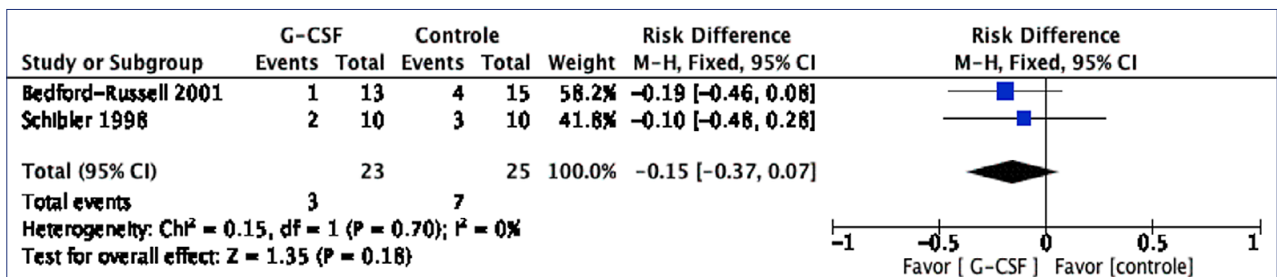 G-CSF Controle Risk Difference Risk Difference
Study or Subgroup Events Total Events Total Weight M-H, Fixed, 95% CI M-H, Fixed, 95% CI
Bedford-Russell 2001 1 13 4 15 58.2% -0.19 [-0.46, 0.08]
Schibler 1998 2 10 3 10 41.8% -0.10 [-0.48, 0.28]
Total (95% CI) 23 25 100.0% -0.15 [-0.37, 0.07]
Total events 3 7
Heterogeneity: Chi² = 0.15, df = 1 (P = 0.70); I² = 0%
Test for overall effect: Z = 1.35 (P = 0.18)
-1 -0.5 0 0.5 1
Favor [ G-CSF ] Favor [controle]